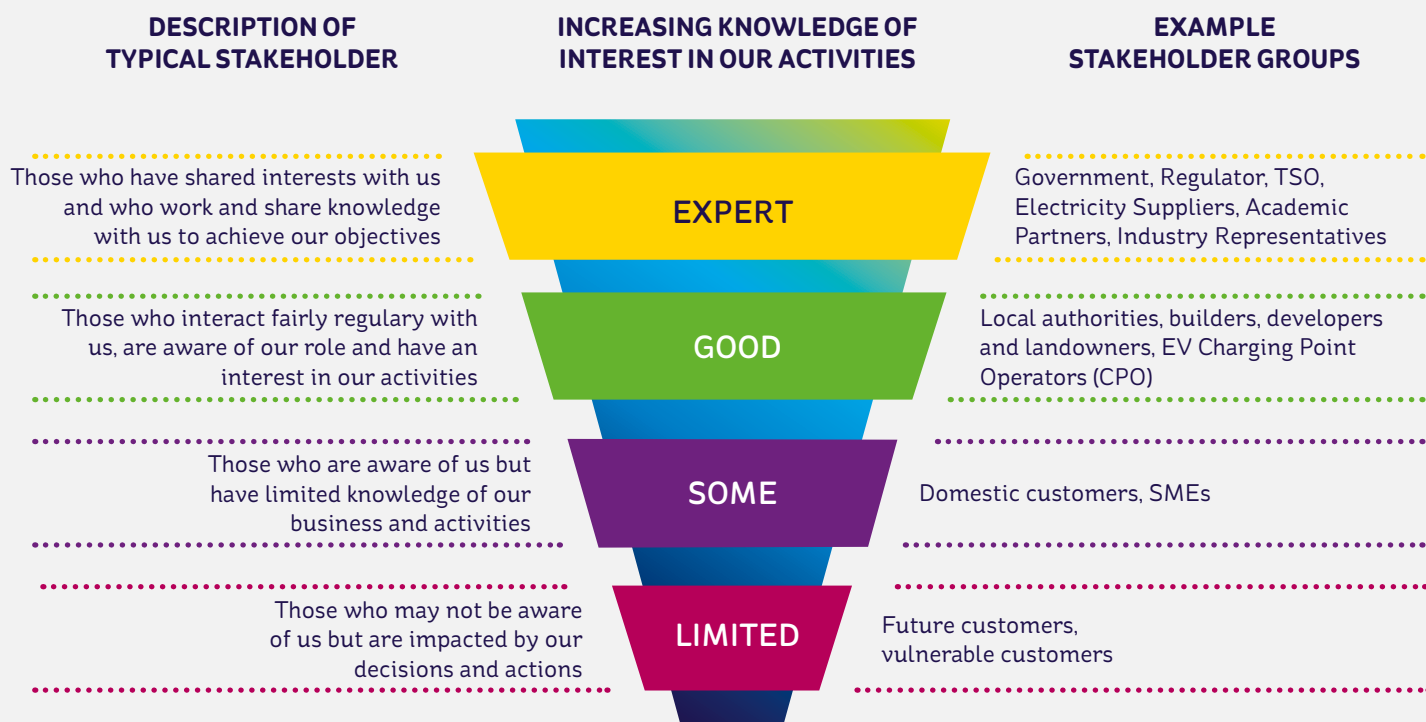 DESCRIPTION OF
TYPICAL STAKEHOLDER
INCREASING KNOWLEDGE OF
INTEREST IN OUR ACTIVITIES
EXAMPLE
STAKEHOLDER GROUPS
Those who have shared interests with us
and who work and share knowledge
with us to achieve our objectives
EXPERT
Government, Regulator, TSO,
Electricity Suppliers, Academic
Partners, Industry Representatives
Those who interact fairly regulary with
us, are aware of our role and have an
interest in our activities
GOOD
Local authorities, builders, developers
and landowners, EV Charging Point
Operators (CPO)
Those who are aware of us but
have limited knowledge of our
business and activities
SOME
Domestic customers, SMEs
Those who may not be aware
of us but are impacted by our
decisions and actions
LIMITED
Future customers,
vulnerable customers